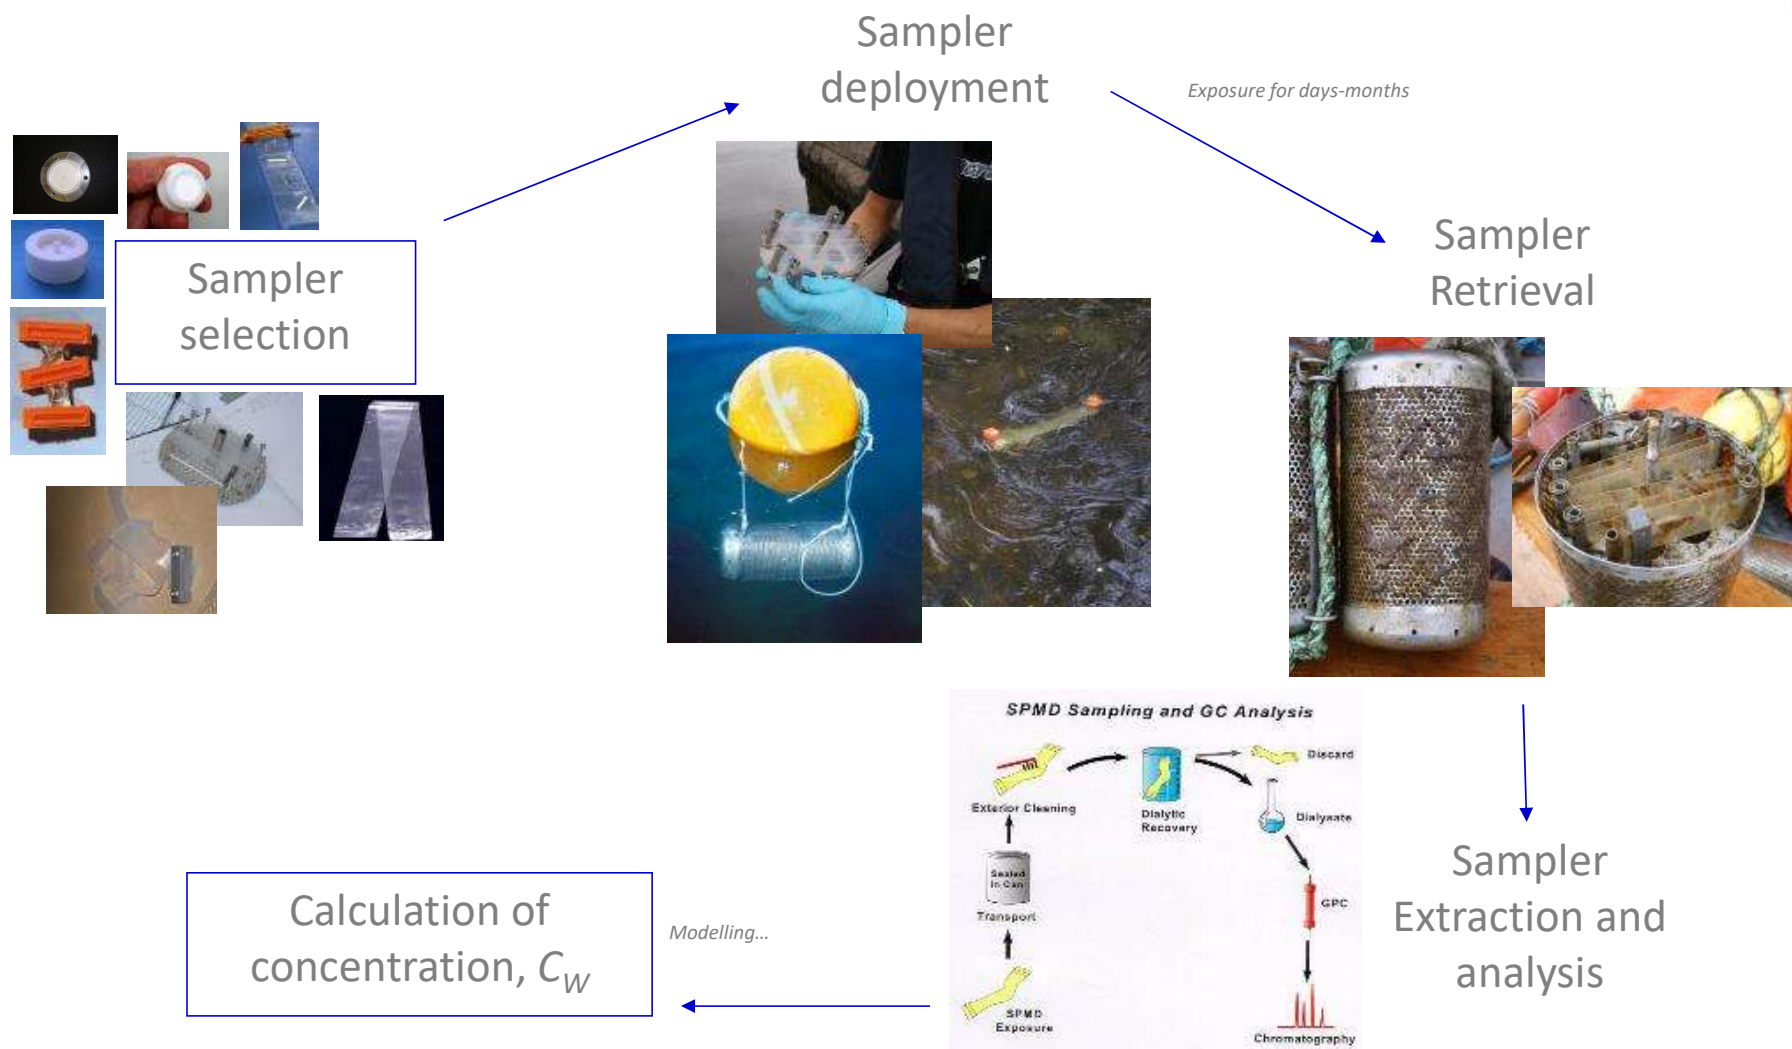 Sampler
deployment
Exposure for days-months
Sampler
selection
Sampler
Retrieval
SPMD Sampling and GC Analysis
Discard
Exterior Cleaning
Dialytic
Recovery
Dialysate
Sealed
in Can
Transport
GPC
SPMD
Exposure
Chromatography
Sampler
Extraction and
analysis
Modelling...
Calculation of
concentration, CW